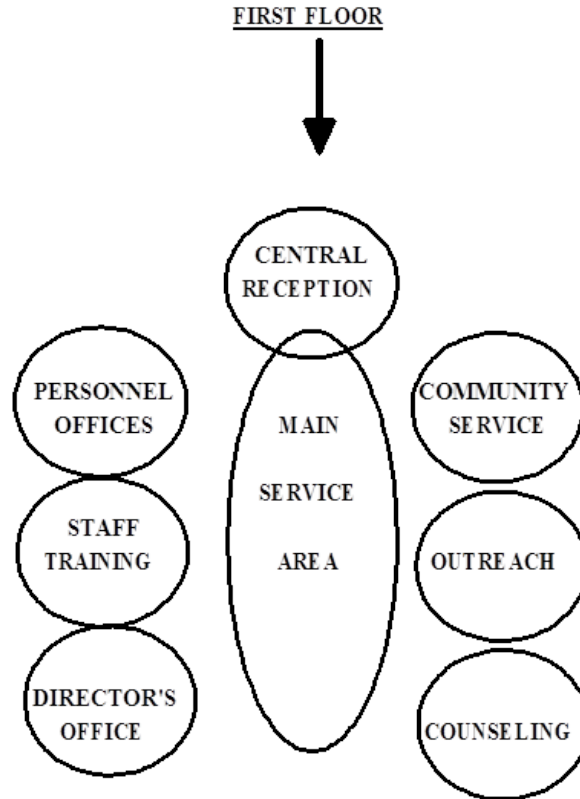 FIRST FLOOR
CENTRAL
RECEPTION
PERSONNEL
OFFICES
STAFF
TRAINING
DIRECTOR'S
OFFICE
MAIN
SERVICE
AREA
COMMUNITY
SERVICE
OUTREACH
COUNSELING